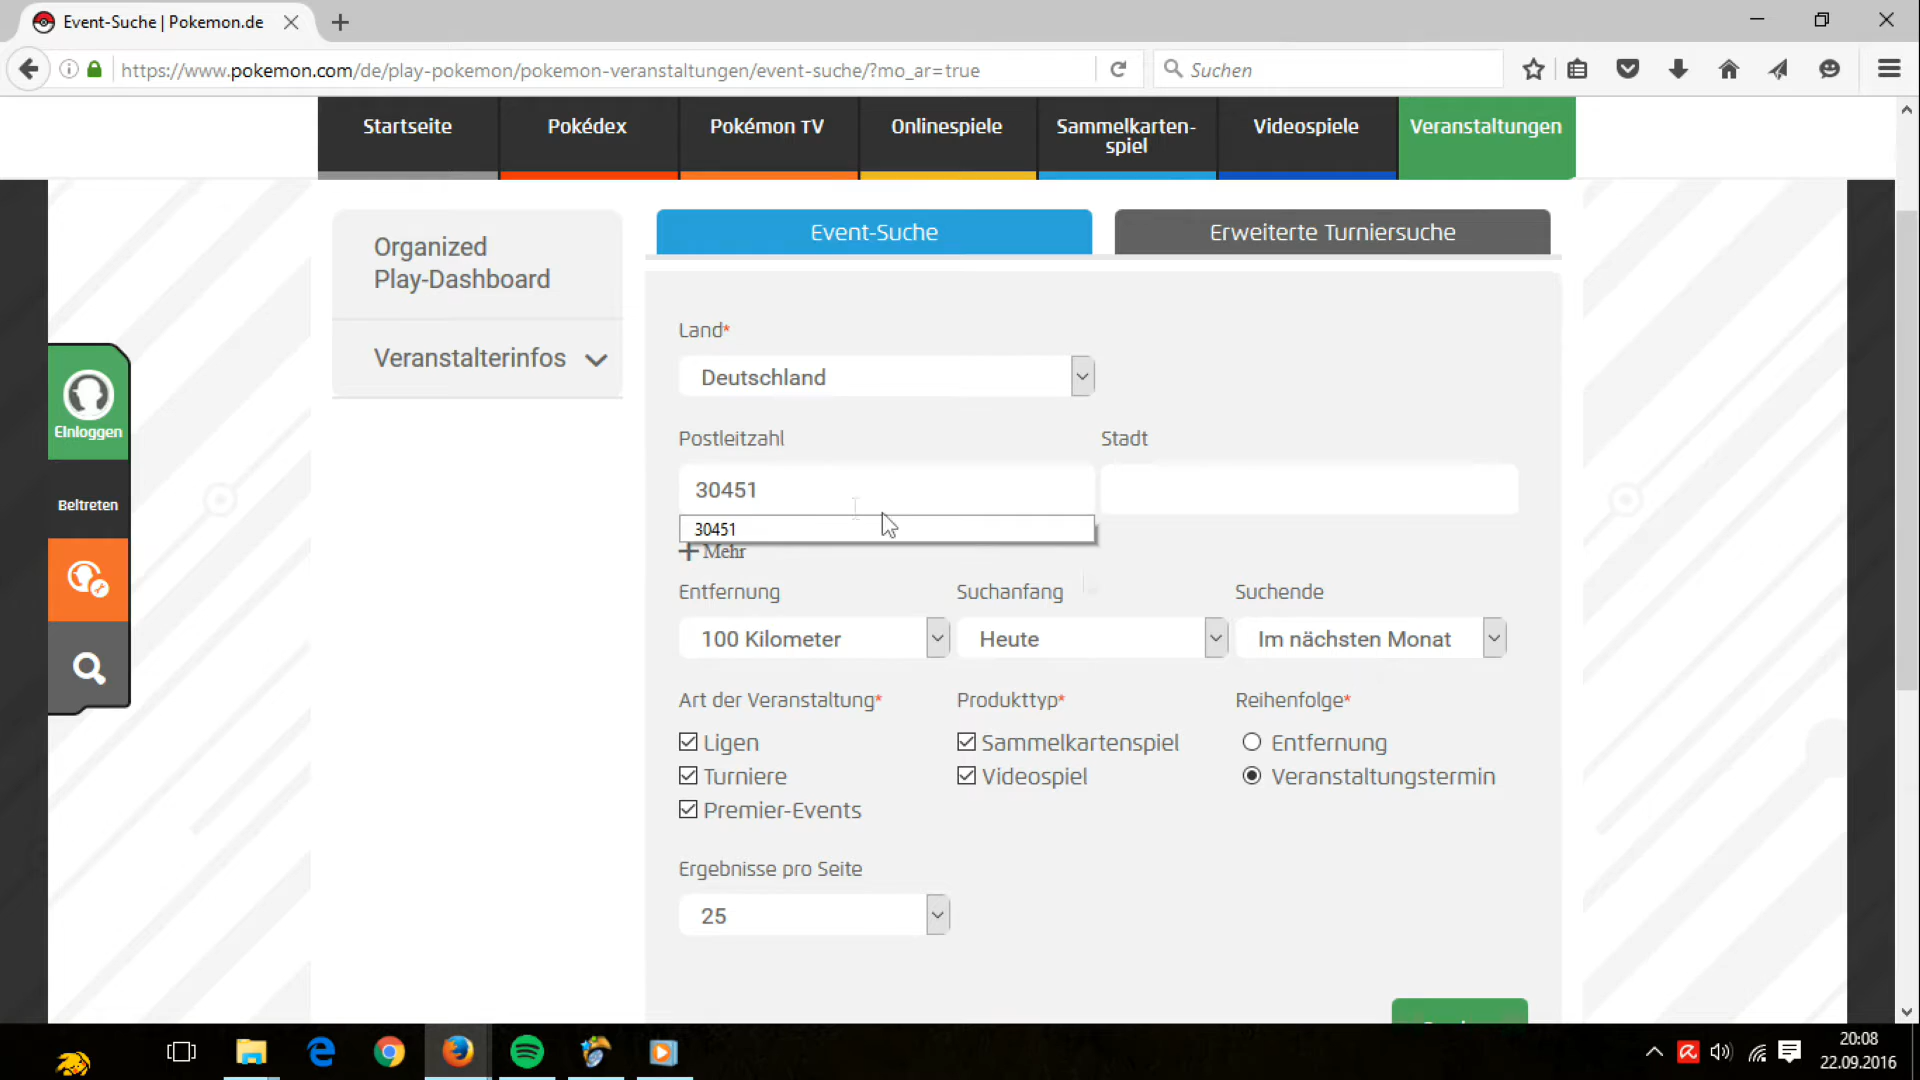 Event-Suche | Pokemon.de
https://www.pokemon.com/de/play-pokemon/pokemon-veranstaltungen/event-suche/?mo_ar=true
Suchen
Startseite
Pokédex
Pokémon TV
Onlinespiele
Sammelkarten-
spiel
Videospiele
Veranstaltungen
Organized
Play-Dashboard
Veranstalterinfos
Event-Suche
Erweiterte Turniersuche
Einloggen
Beitreten
Land*
Deutschland
Postleitzahl
Stadt
30451
30451
Mehr
Entfernung
Suchanfang
Suchende
100 Kilometer
Heute
Im nächsten Monat
Art der Veranstaltung*
Produkttyp*
Reihenfolge*
Ligen
Sammelkartenspiel
Entfernung
Turniere
Videospiel
Veranstaltungstermin
Premier-Events
Ergebnisse pro Seite
25
20:08
22.09.2016